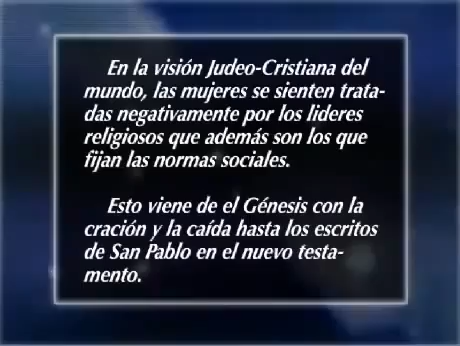 En la visión Judeo-Cristiana del
mundo, las mujeres se sienten trata-
das negativamente por los lideres
religiosos que además son los que
fijan las normas sociales.
Esto viene de el Génesis con la
cración y la caída hasta los escritos
de San Pablo en el nuevo testa-
mento.